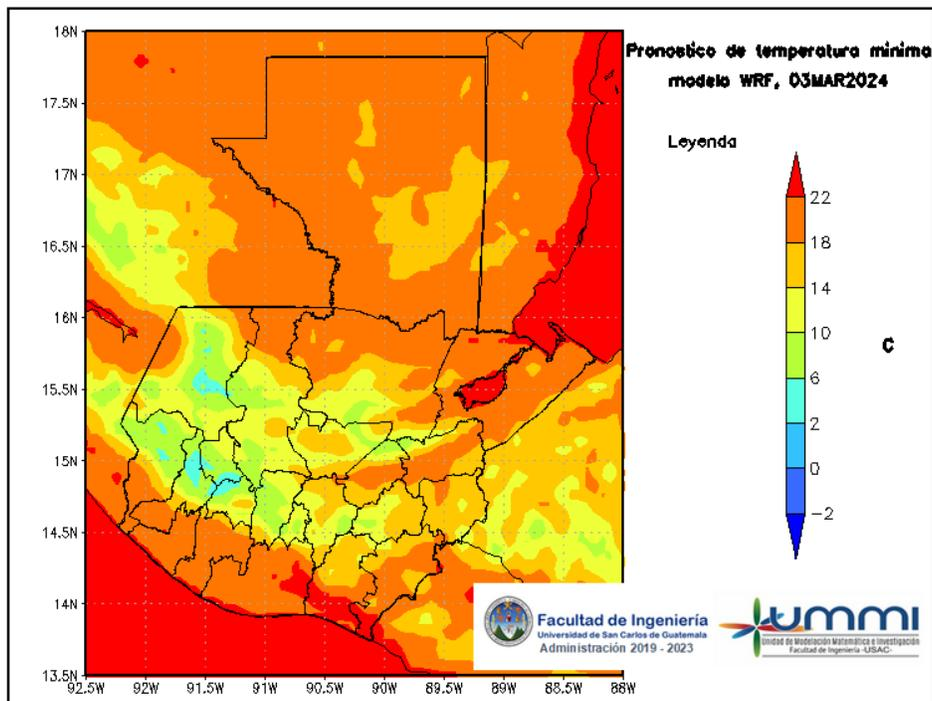 Pronostico de temperatura minima
modelo WRF, 03MAR2024
Leyenda
22
18
14
10
6
2
0
−2
C
18N
17.5N
17N
16.5N
16N
15.5N
15N
14.5N
14N
13.5N
92.5W 92W 91.5W 91W 90.5W 90W 89.5W 89W 88.5W 88W
Facultad de Ingeniería
Universidad de San Carlos de Guatemala
Administración 2019 - 2023
UMMI
Unidad de Modelación Matemática e Investigación
Facultad de Ingeniería -USAC-